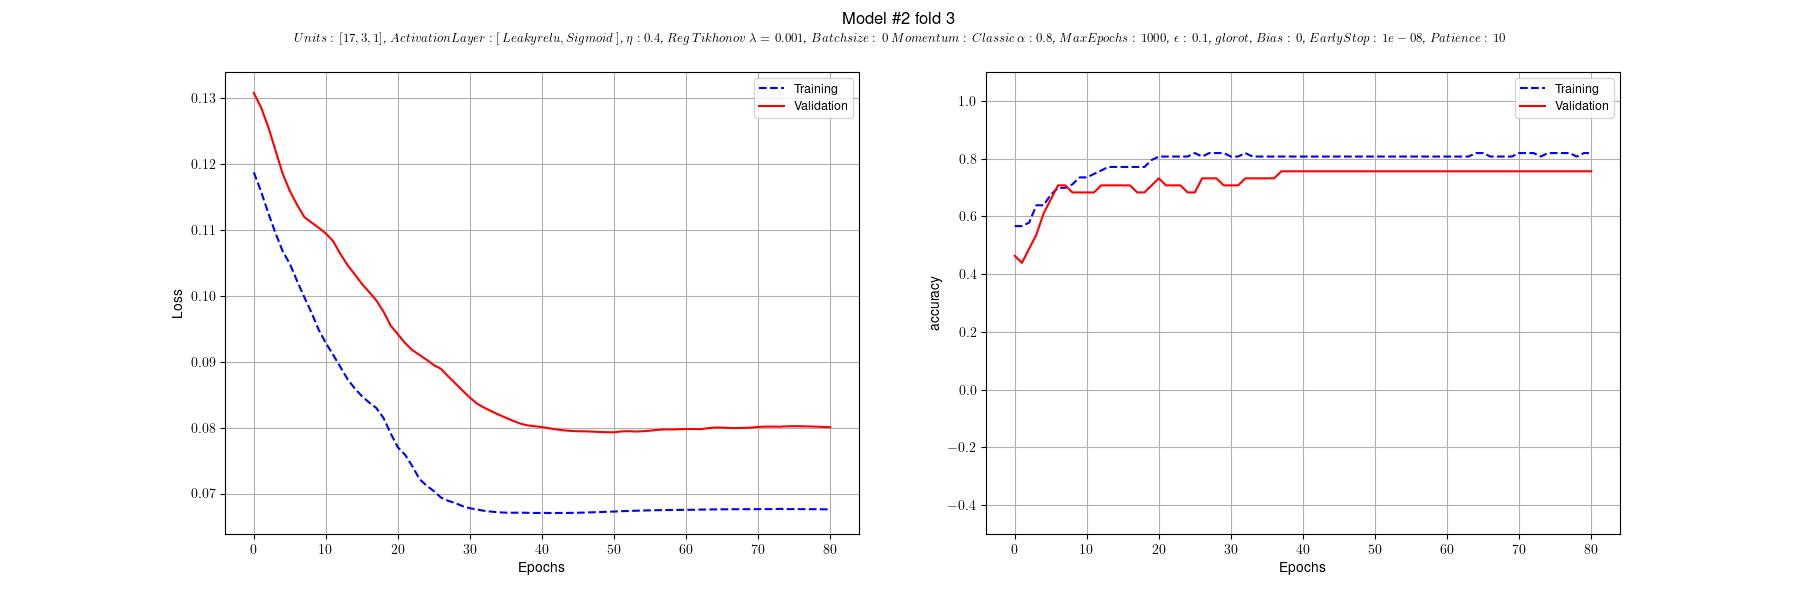 Model #2 fold 3
Units : [17, 3, 1], ActivationLayer : [ Leakyrelu, Sigmoid ], η : 0.4, Reg Tikhonov λ = 0.001, Batchsize : 0 Momentum : Classic α : 0.8, MaxEpochs : 1000, ϵ : 0.1, glorot, Bias : 0, EarlyStop : 1e − 08, Patience : 10
Training
Validation
0.13
0.12
0.11
0.10
0.09
0.08
0.07
Loss
0 10 20 30 40 50 60 70 80
Epochs
Training
Validation
1.0
0.8
0.6
0.4
0.2
0.0
−0.2
−0.4
accuracy
0 10 20 30 40 50 60 70 80
Epochs